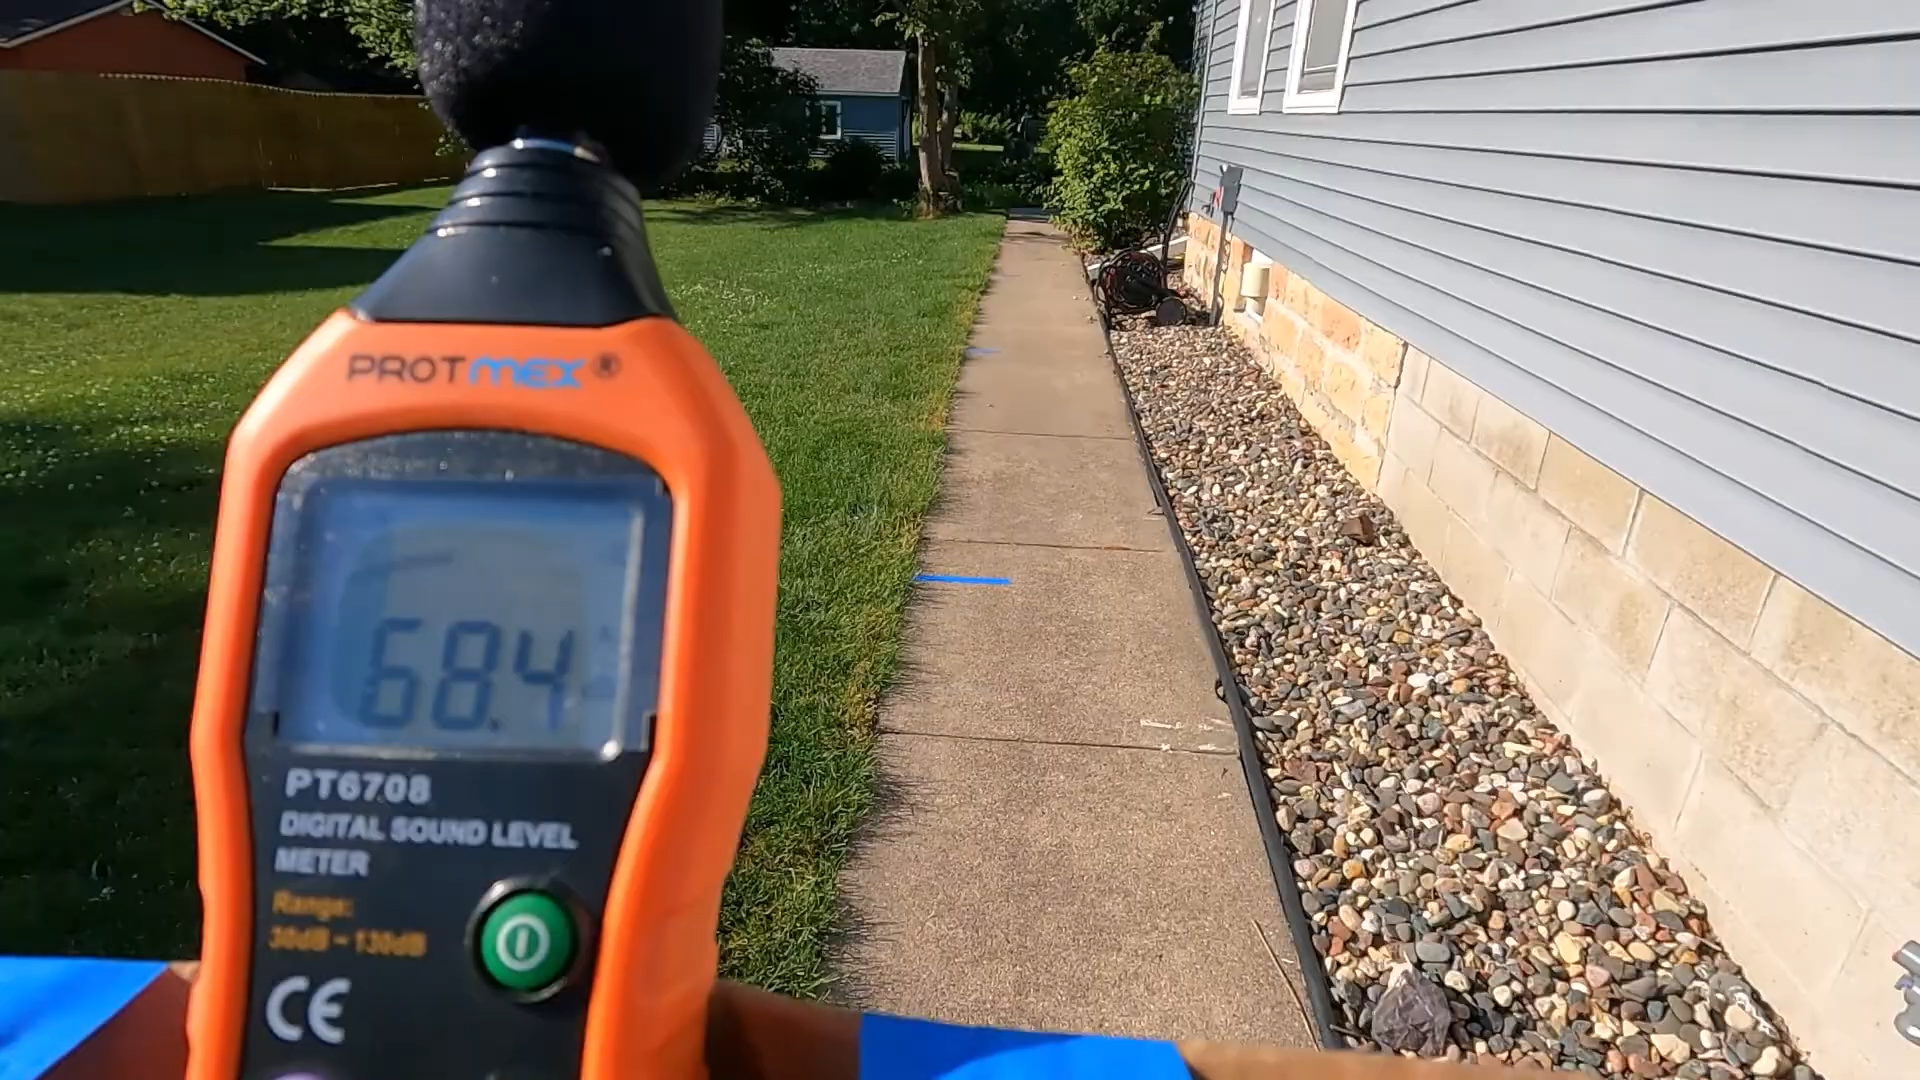 PROTMEX®
68.4
PT6708
DIGITAL SOUND LEVEL
METER
Range:
30dB ~ 130dB
CE